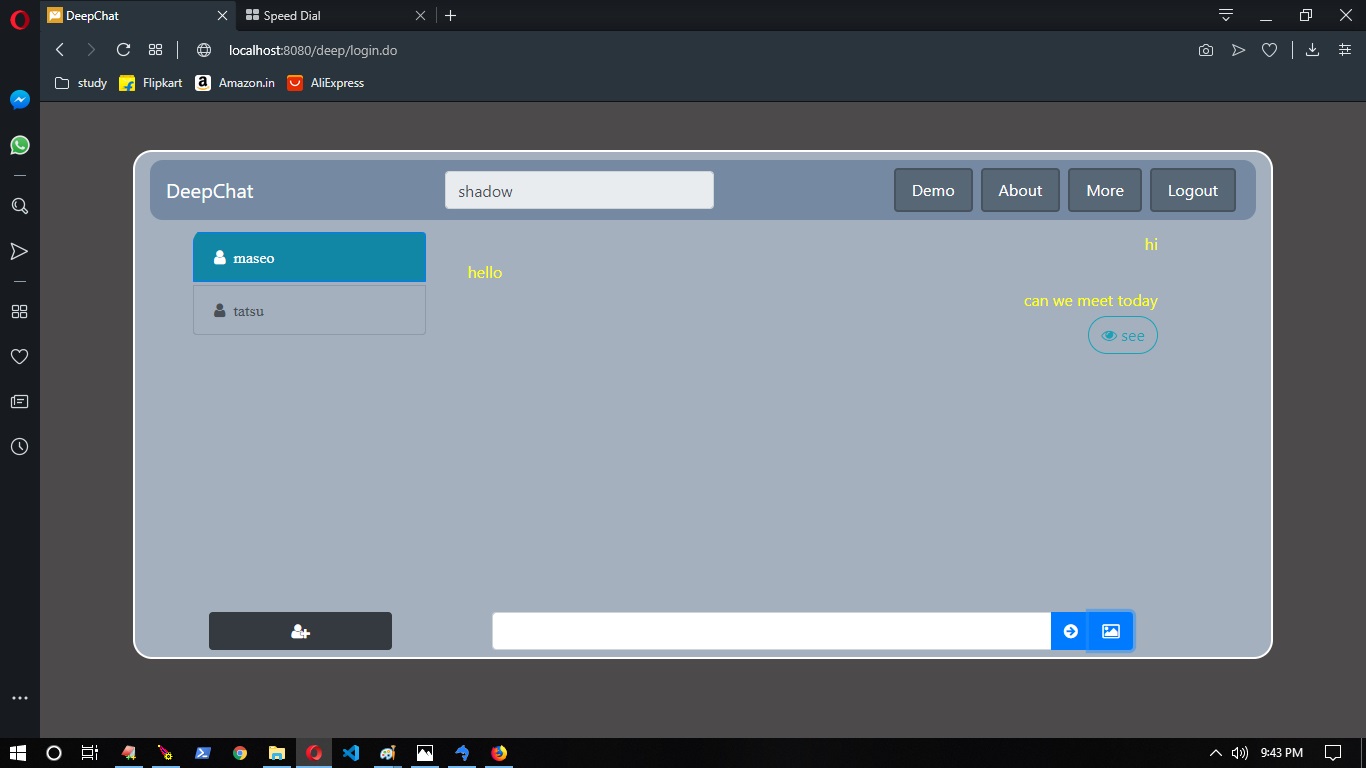 DeepChat
Speed Dial
localhost:8080/deep/login.do
study Flipkart Amazon.in AliExpress
DeepChat
shadow
Demo About More Logout
maseo
tatsu
hi
hello
can we meet today
see
9:43 PM